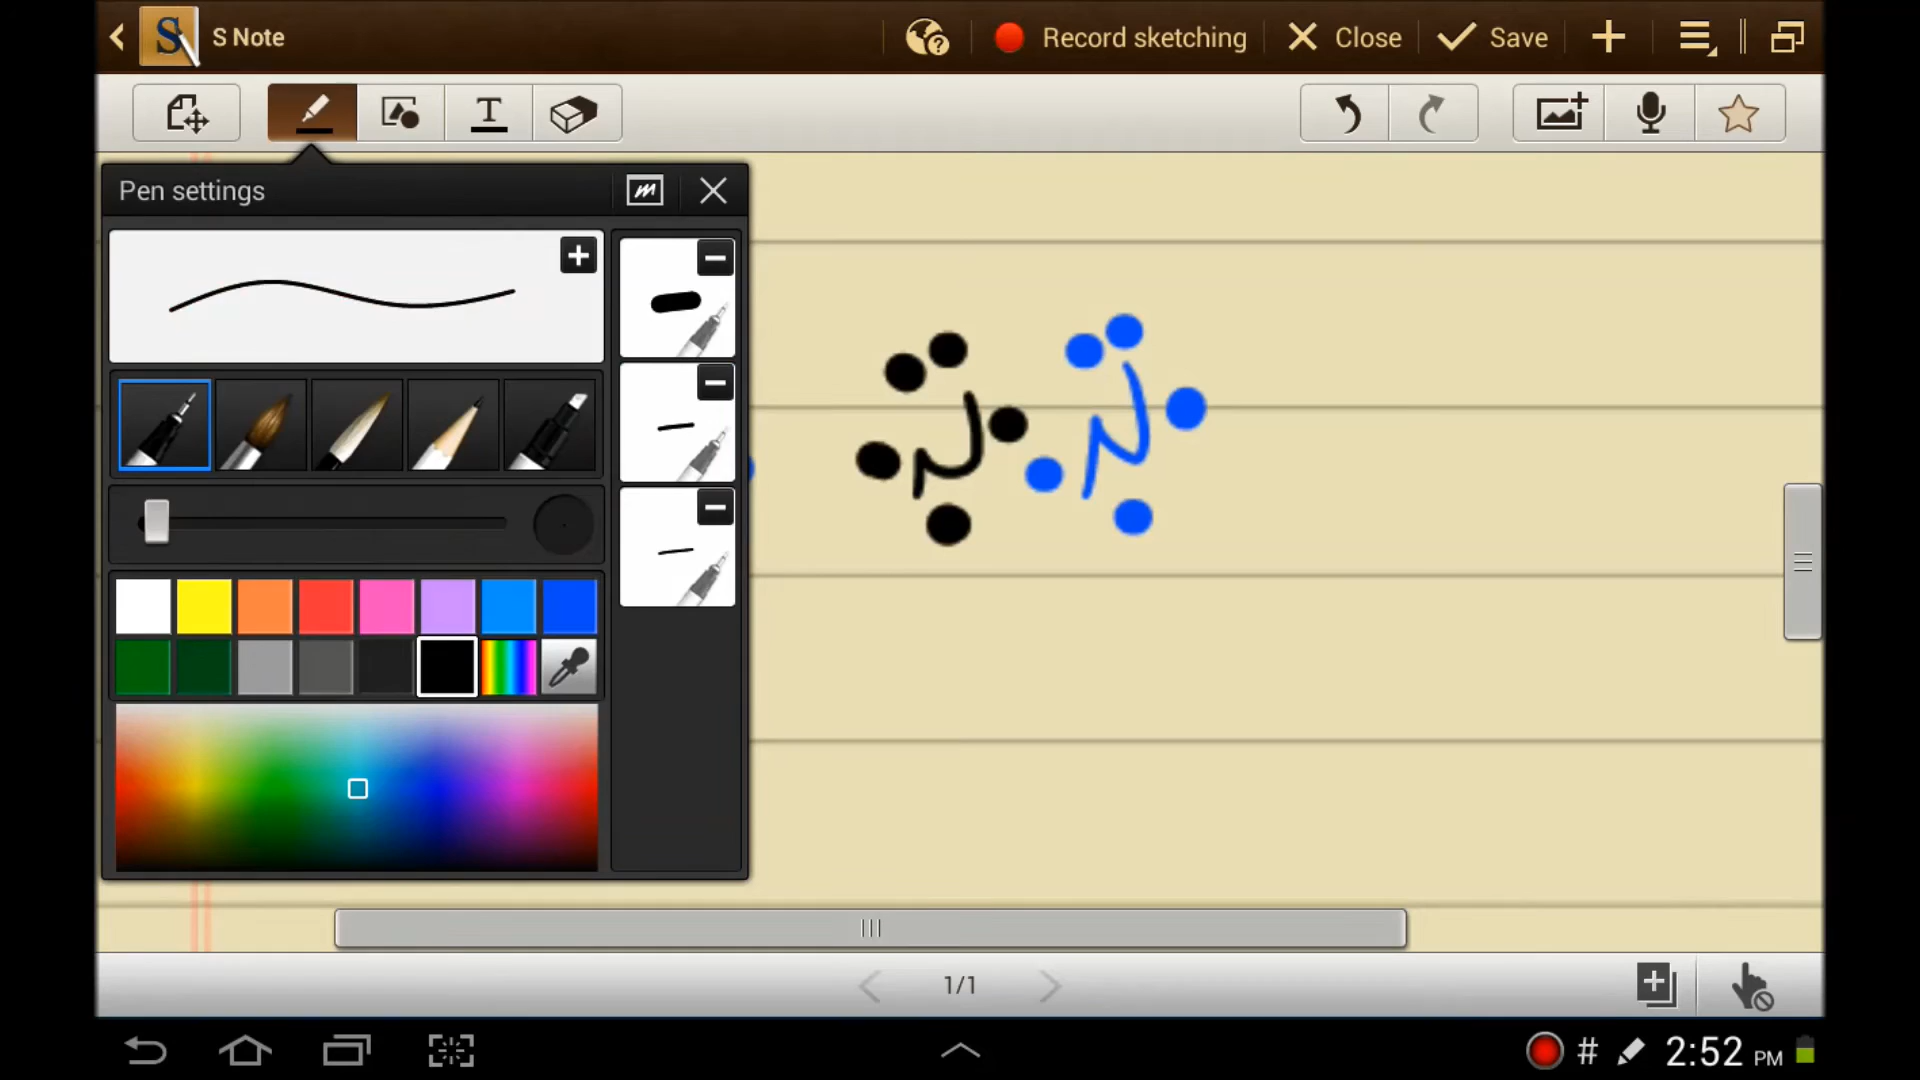 S Note
Record sketching
Close
Save
T
Pen settings
1/1
2:52 PM